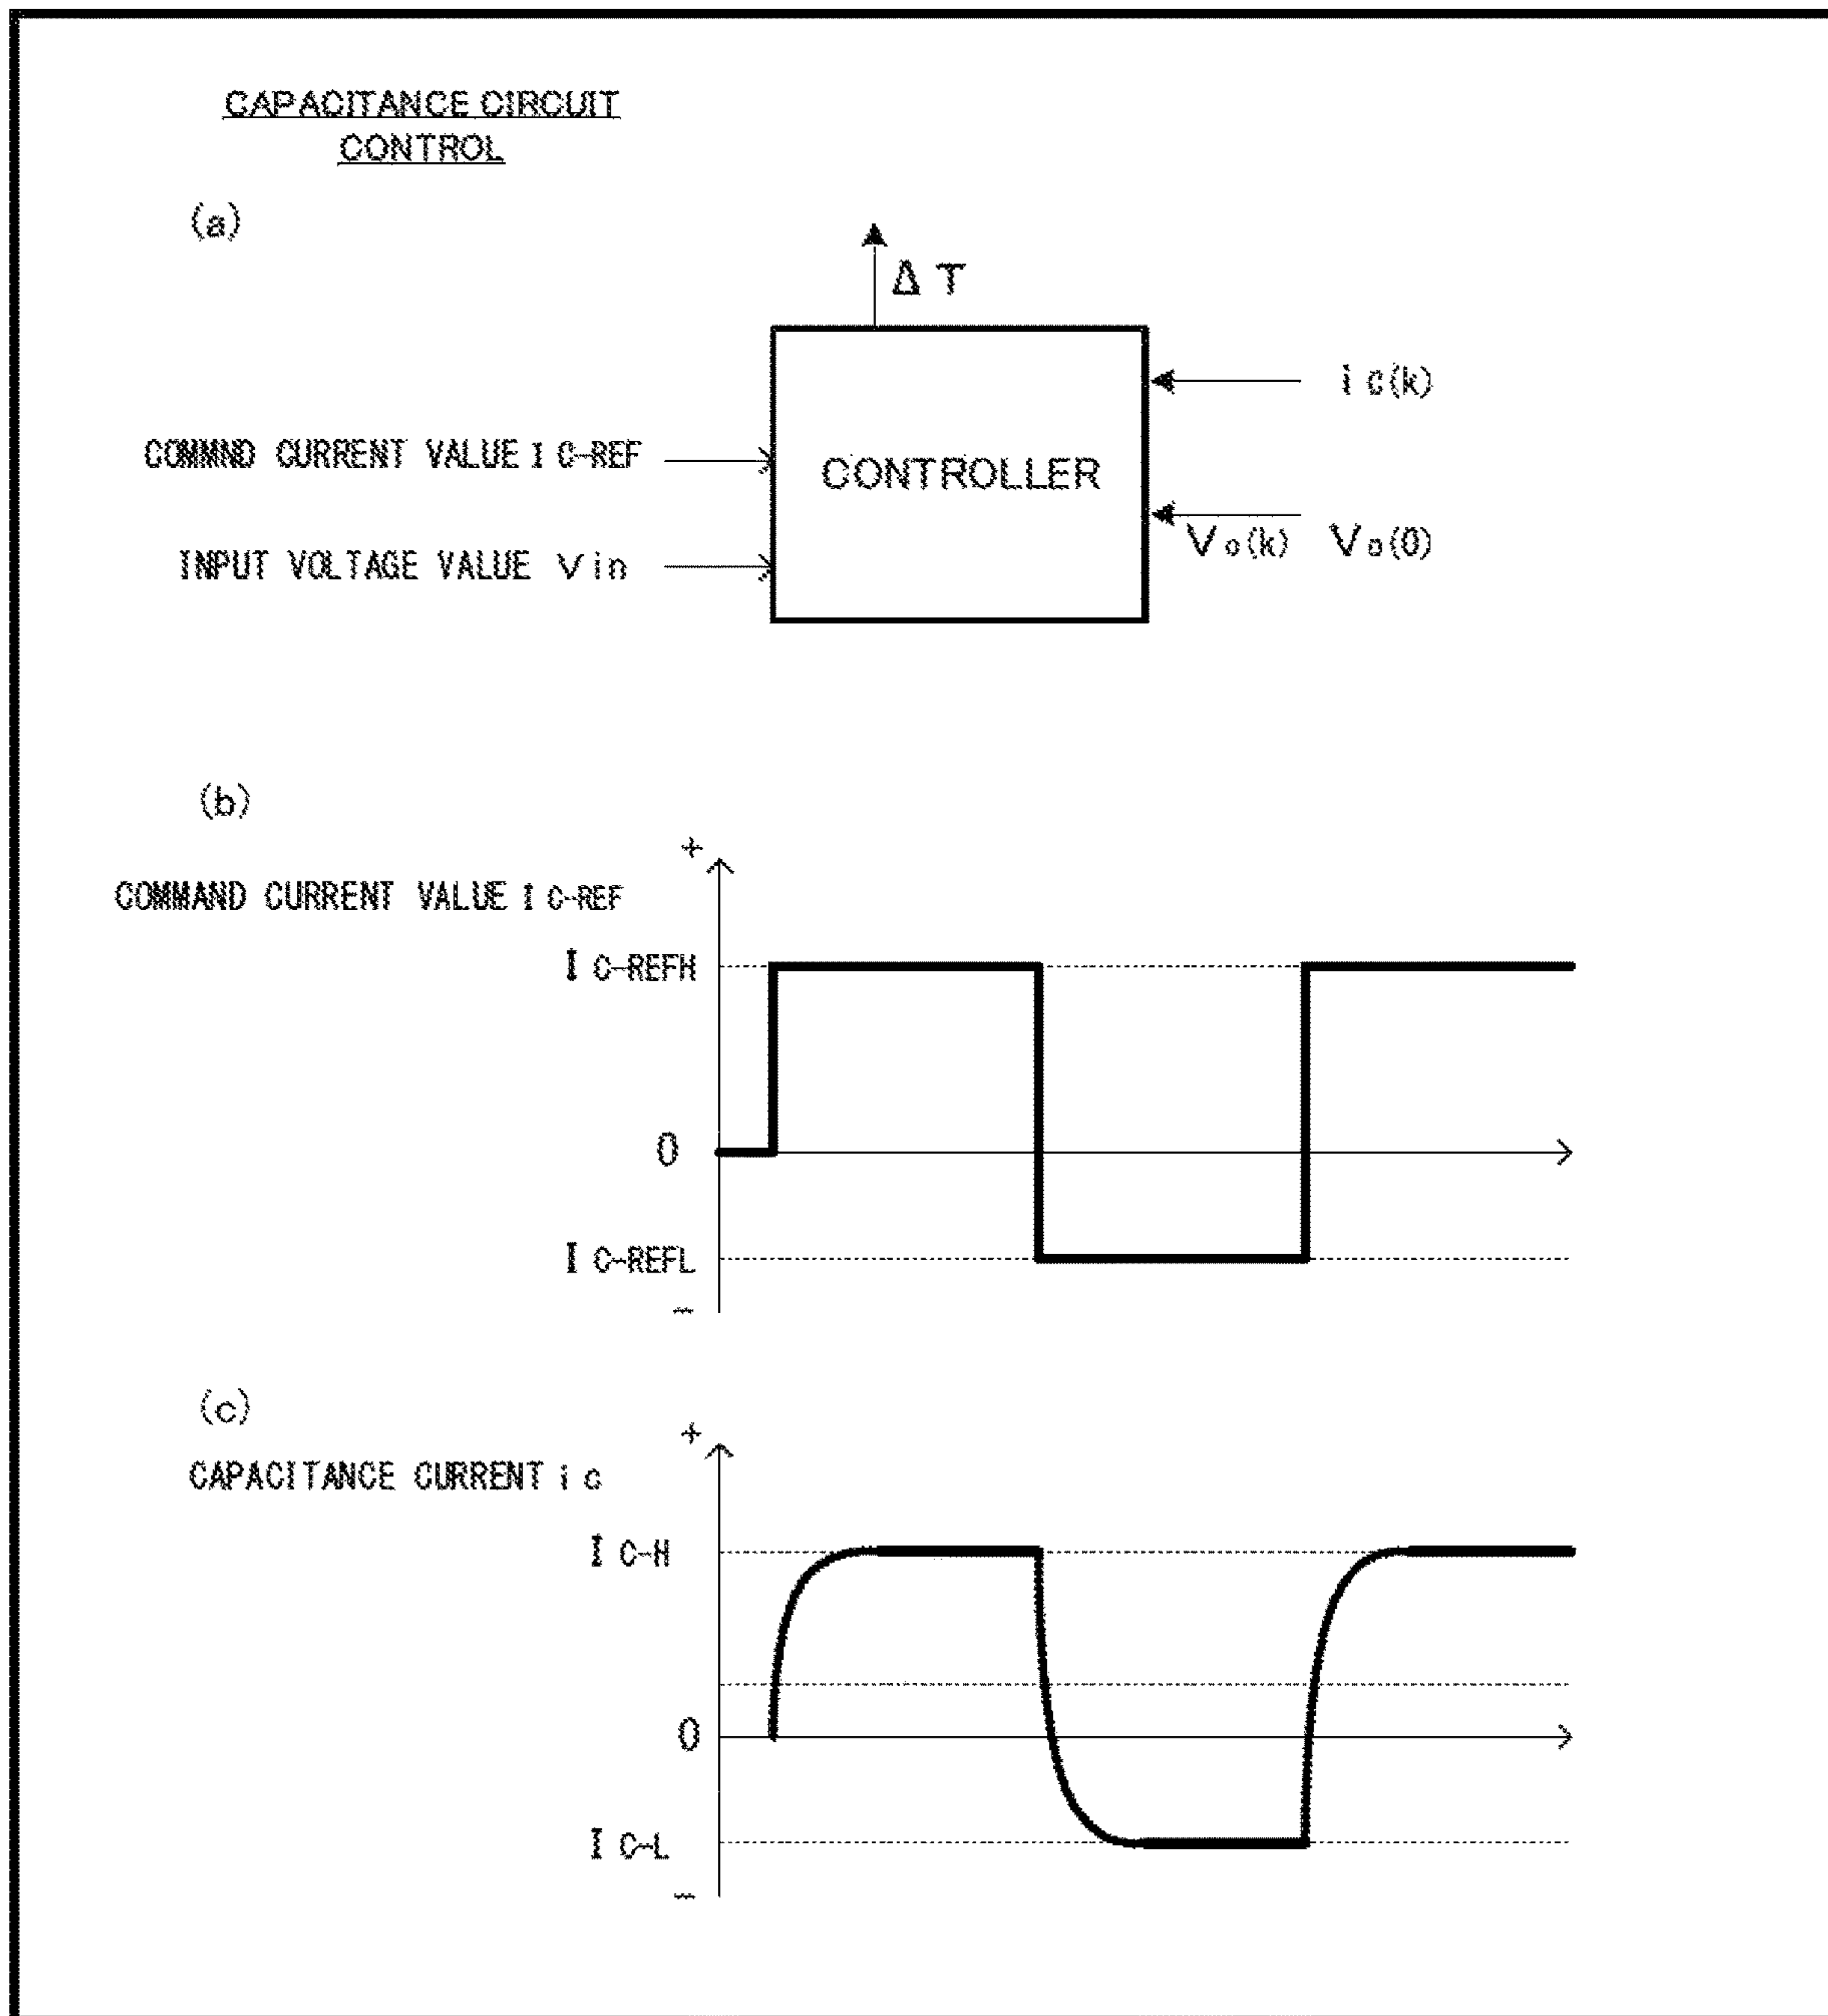 CAPACITANCE CIRCUIT
CONTROL
(a)
ΔT
ic(k)
COMMND CURRENT VALUE I C-REF
CONTROLLER
Vo(k) Vo(0)
INPUT VOLTAGE VALUE Vin
(b)
+
COMMAND CURRENT VALUE I C-REF
I C-REFH
0
I C-REFL
-
(c)
+
CAPACITANCE CURRENT ic
I C-H
0
I C-L
-